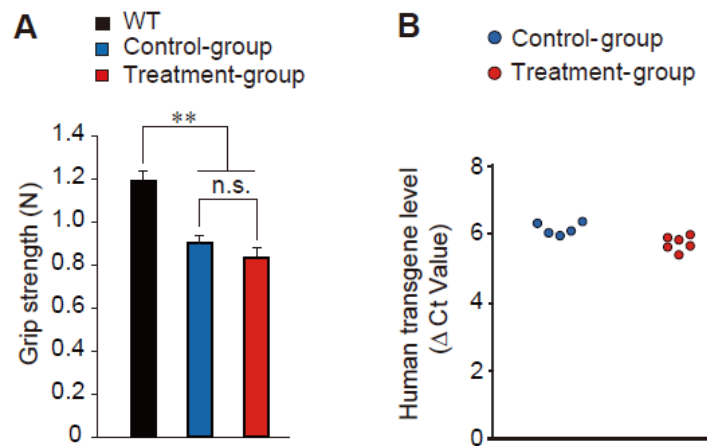 A
WT
Control-group
Treatment-group
**
n.s.
Grip strength (N)
1.4
1.2
1.0
0.8
0.6
0.4
0.2
0
B
Control-group
Treatment-group
Human transgene level
(Δ Ct Value)
8
6
4
2
0